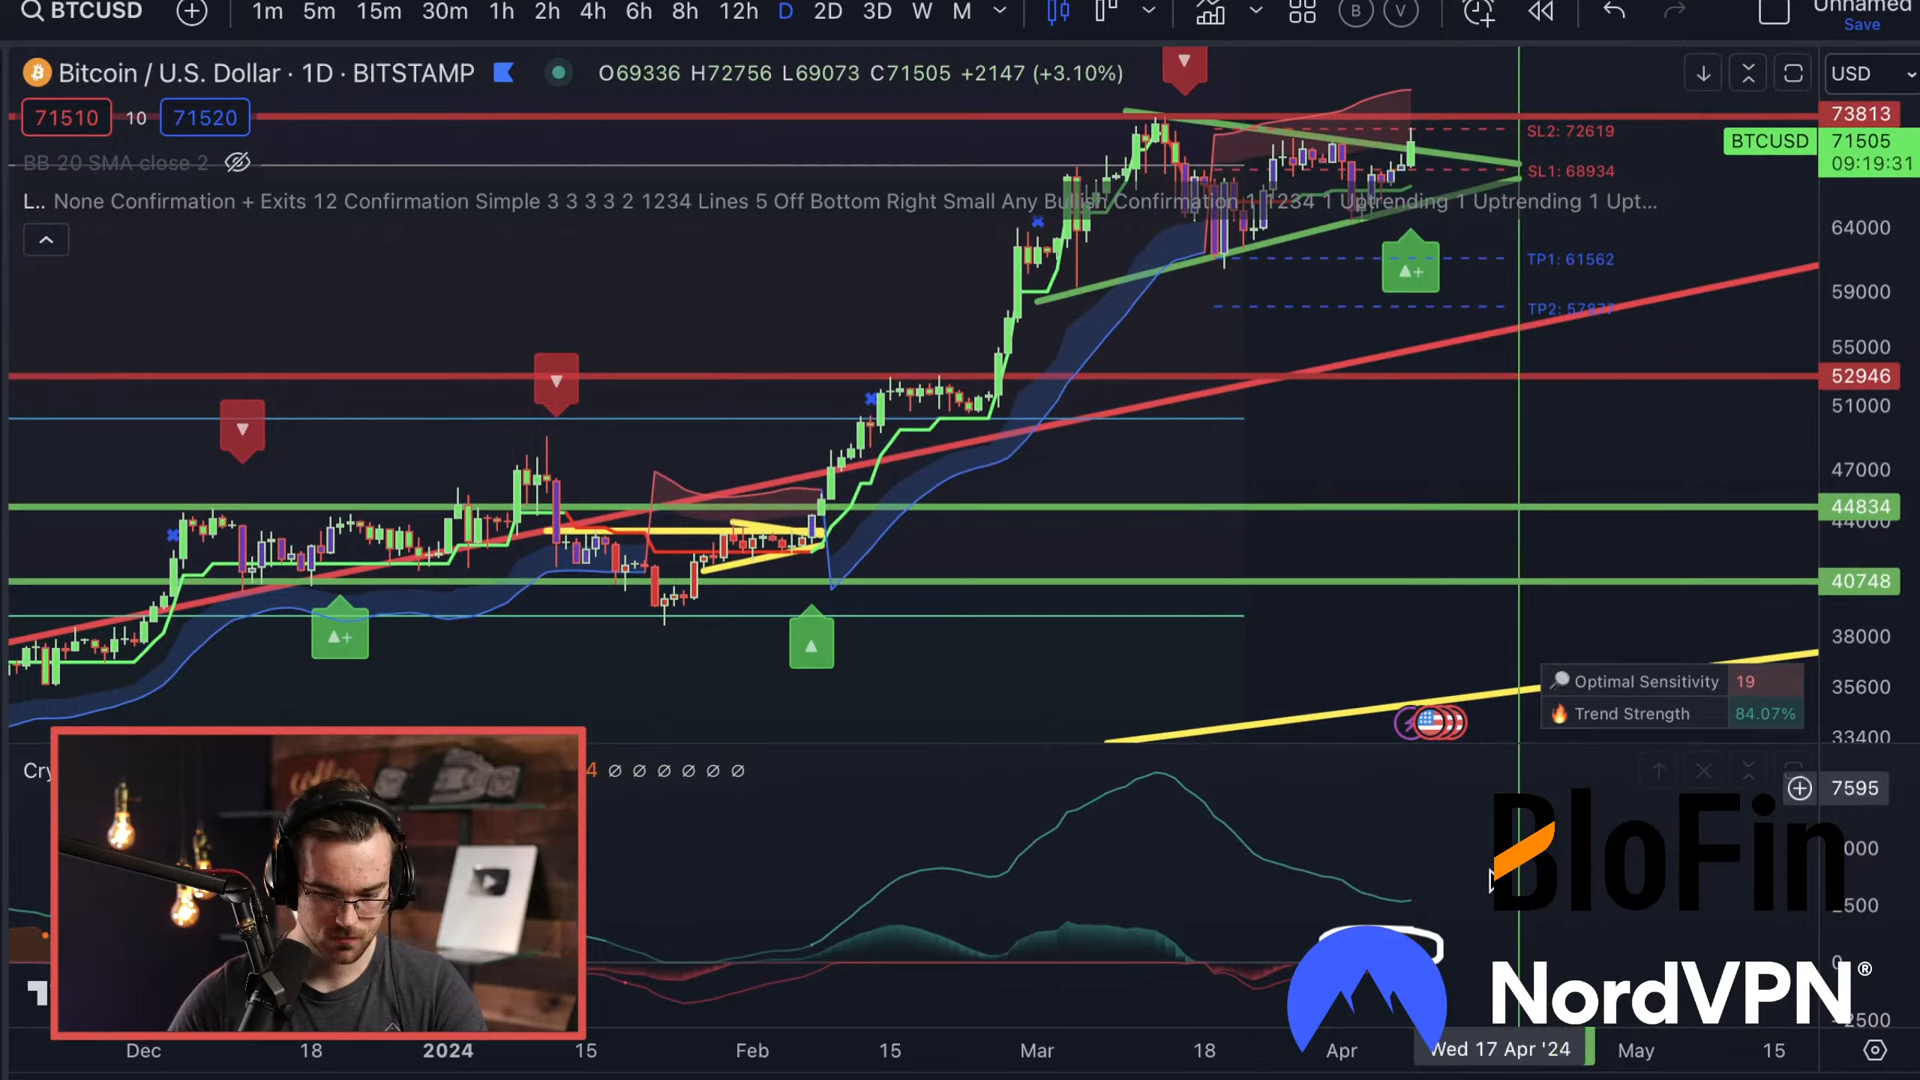 BTCUSD 1m 5m 15m 30m 1h 2h 4h 6h 8h 12h D 2D 3D W M B V Unnamed
Save
Bitcoin / U.S. Dollar · 1D · BITSTAMP O69336 H72756 L69073 C71505 +2147 (+3.10%) USD
71510 10 71520 73813
SL2: 72619
BTCUSD 71505
09:19:31
BB 20 SMA close 2
SL1: 68934
L.. None Confirmation + Exits 12 Confirmation Simple 3 3 3 3 2 1234 Lines 5 Off Bottom Right Small Any Bullish Confirmation 1 1234 1 Uptrending 1 Uptrending 1 Upt...
64000
TP1: 61562
59000
TP2: 57877
55000
52946
51000
47000
44834
44000
40748
38000
Optimal Sensitivity 19
35600
Trend Strength 84.07%
33400
Cry 4 ∅ ∅ ∅ ∅ ∅ ∅
7595
BloFin
NordVPN®
0
Dec 18 2024 15 Feb 15 Mar 18 Apr Wed 17 Apr '24 May 15